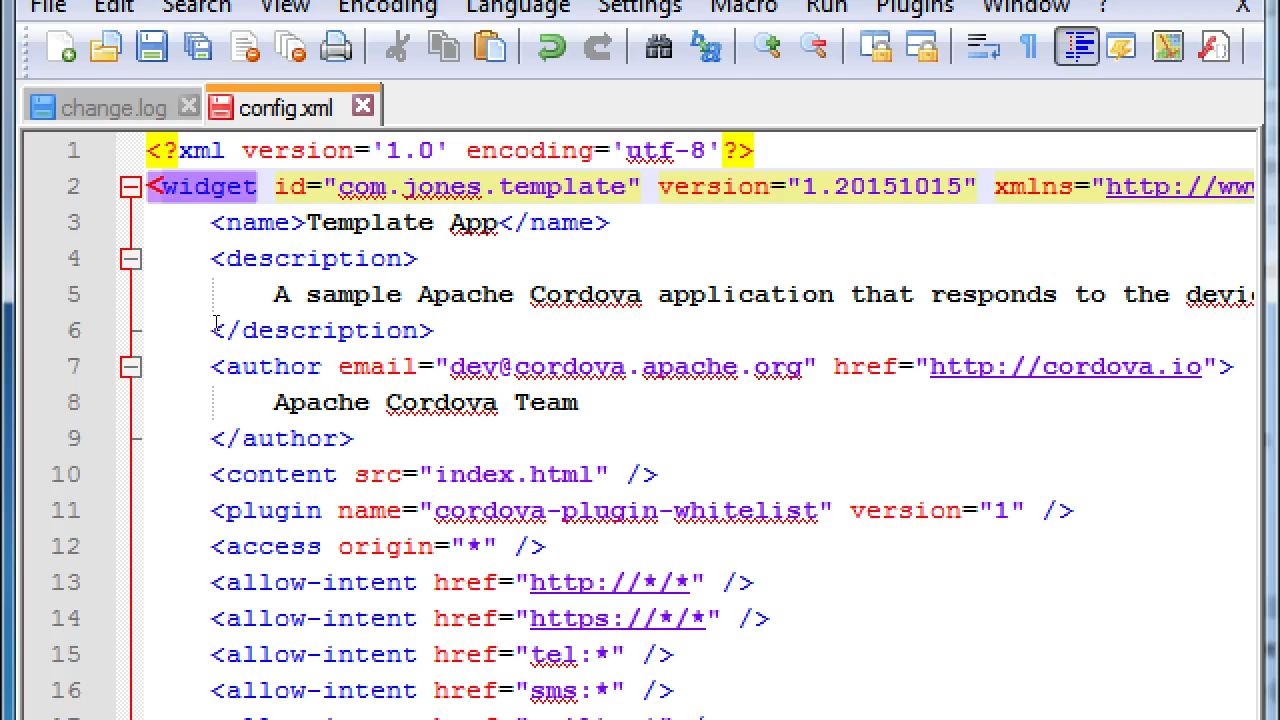 File Edit Search View Encoding Language Settings Macro Run Plugins Window ? X
change.log config.xml
1 <?xml version='1.0' encoding='utf-8'?>
2 <widget id="com.jones.template" version="1.20151015" xmlns="http://www
3 <name>Template App</name>
4 <description>
5 A sample Apache Cordova application that responds to the devic
6 </description>
7 <author email="dev@cordova.apache.org" href="http://cordova.io">
8 Apache Cordova Team
9 </author>
10 <content src="index.html" />
11 <plugin name="cordova-plugin-whitelist" version="1" />
12 <access origin="*" />
13 <allow-intent href="http://*/*" />
14 <allow-intent href="https://*/*" />
15 <allow-intent href="tel:*" />
16 <allow-intent href="sms:*" />